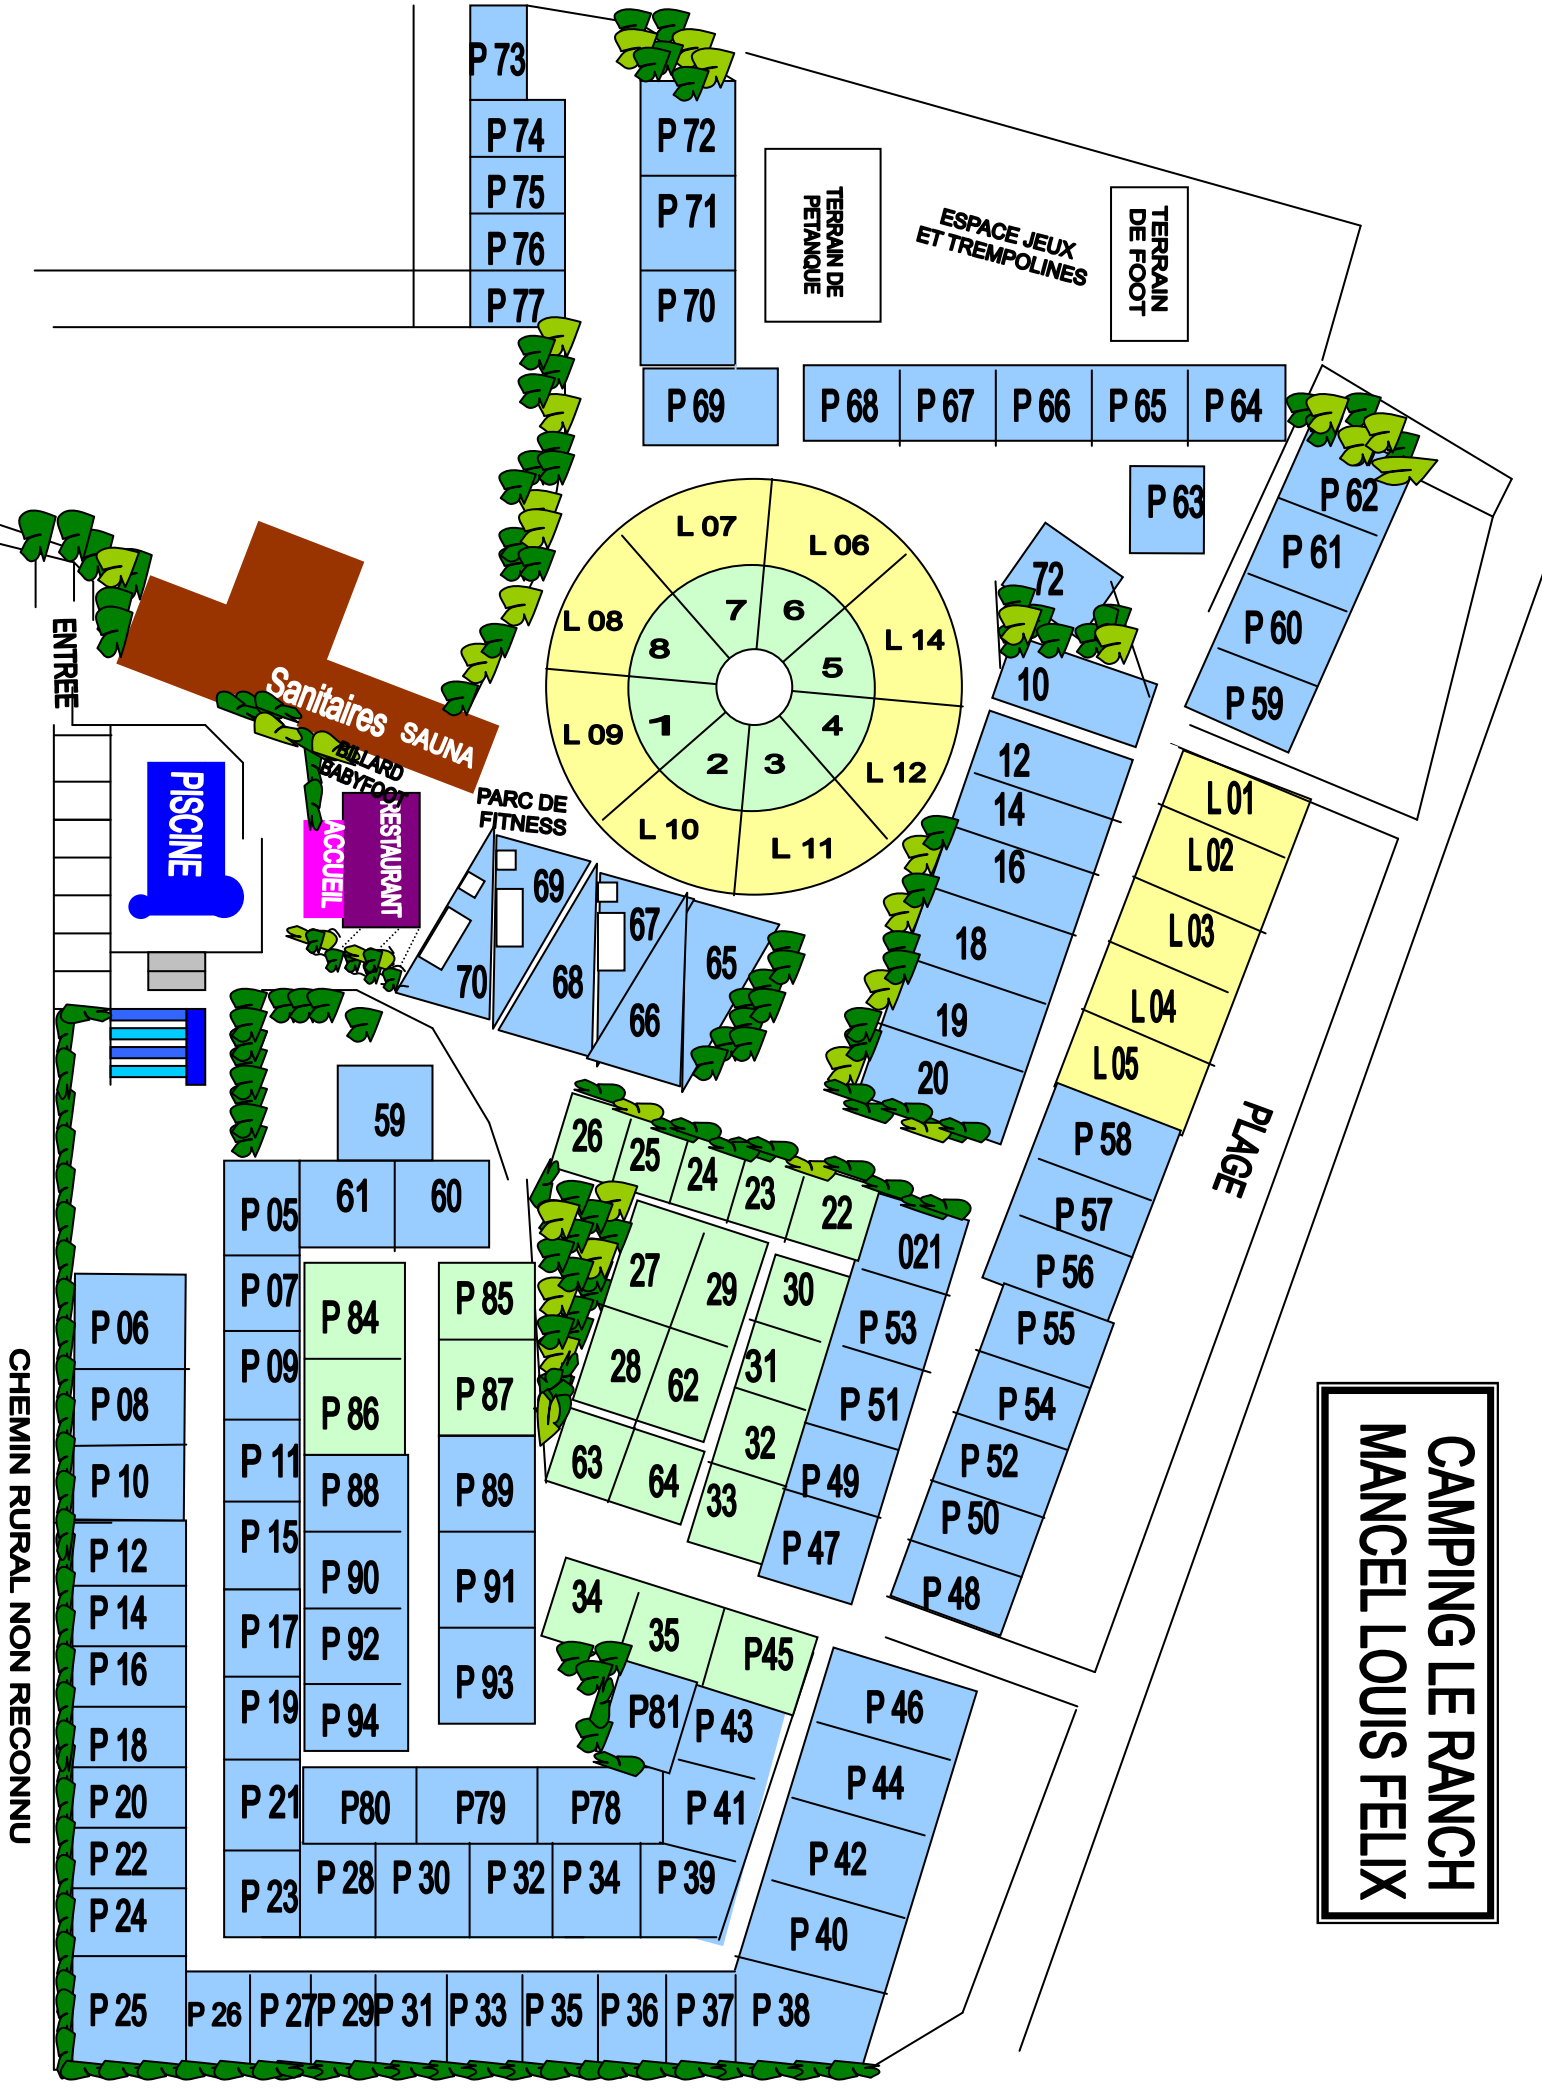 P 73
P 74
P 75
P 76
P 77
P 72
P 71
P 70
P 69
TERRAIN DE
PETANQUE
ESPACE JEUX
ET TREMPOLINES
TERRAIN
DE FOOT
P 68
P 67
P 66
P 65
P 64
P 63
P 62
P 61
P 60
P 59
72
10
12
14
16
18
19
20
L 07
L 06
L 08
L 14
L 09
L 12
L 10
L 11
7
6
8
5
1
4
2
3
L 01
L 02
L 03
L 04
L 05
P 58
P 57
P 56
P 55
P 54
P 52
P 50
P 48
PLAGE
ENTREE
Sanitaires SAUNA
BILLARD
BABYFOOT
PISCINE
ACCUEIL
RESTAURANT
PARC DE
FITNESS
70
69
68
67
66
65
59
61
60
26
25
24
23
22
021
27
29
28
62
63
64
30
31
32
33
P 53
P 51
P 49
P 47
34
35
P45
P81
P 43
P 41
P 46
P 44
P 42
P 40
P 38
P 05
P 07
P 09
P 11
P 15
P 17
P 19
P 21
P 23
P 84
P 86
P 88
P 90
P 92
P 94
P 85
P 87
P 89
P 91
P 93
P80
P79
P78
P 28
P 30
P 32
P 34
P 39
P 06
P 08
P 10
P 12
P 14
P 16
P 18
P 20
P 22
P 24
P 25
P 26
P 27
P 29
P 31
P 33
P 35
P 36
P 37
CHEMIN RURAL NON RECONNU
CAMPING LE RANCH
MANCEL LOUIS FELIX